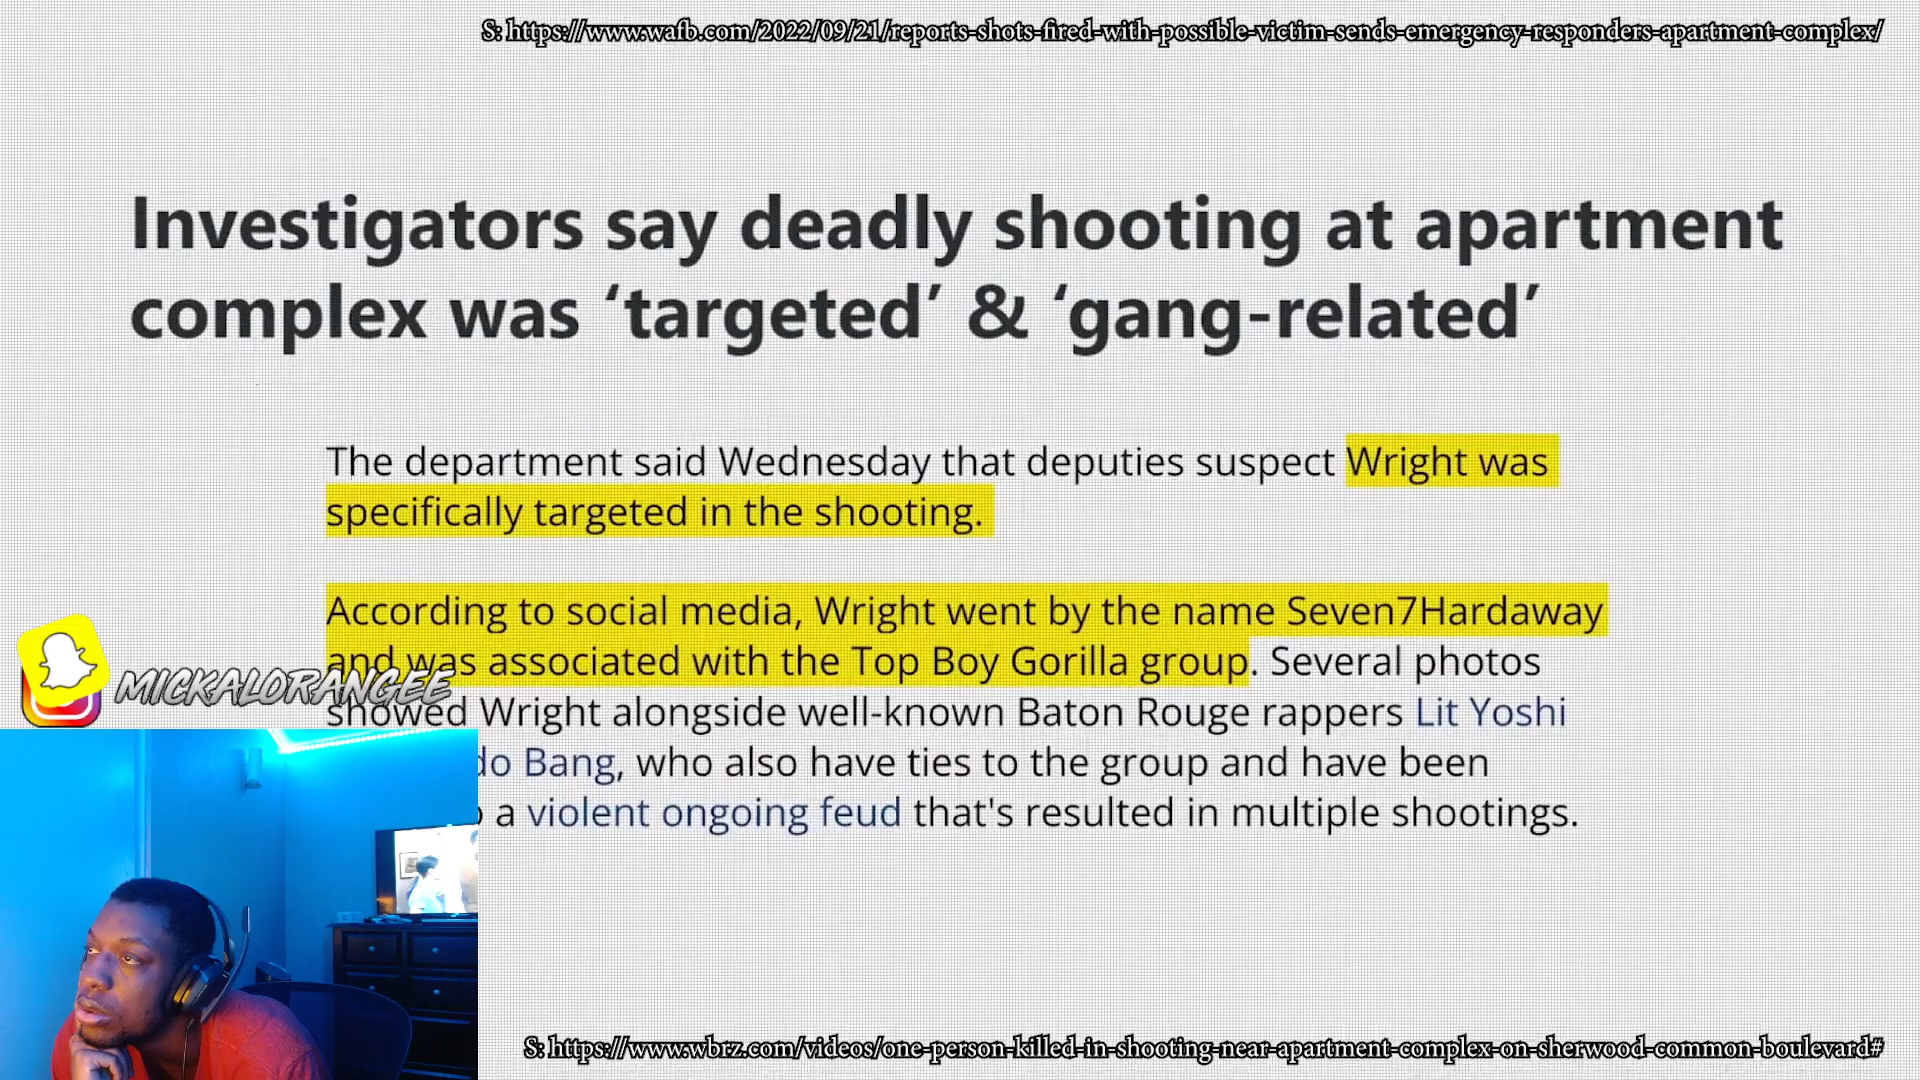 S: https://www.wafb.com/2022/09/21/reports-shots-fired-with-possible-victim-sends-emergency-responders-apartment-complex/
Investigators say deadly shooting at apartment
complex was ‘targeted’ & ‘gang-related’
The department said Wednesday that deputies suspect Wright was
specifically targeted in the shooting.
According to social media, Wright went by the name Seven7Hardaway
and was associated with the Top Boy Gorilla group. Several photos
MICKALORANGEE
showed Wright alongside well-known Baton Rouge rappers Lit Yoshi
Bang, who also have ties to the group and have been
a violent ongoing feud that's resulted in multiple shootings.
S: https://www.wbrz.com/videos/one-person-killed-in-shooting-near-apartment-complex-on-sherwood-common-boulevard#